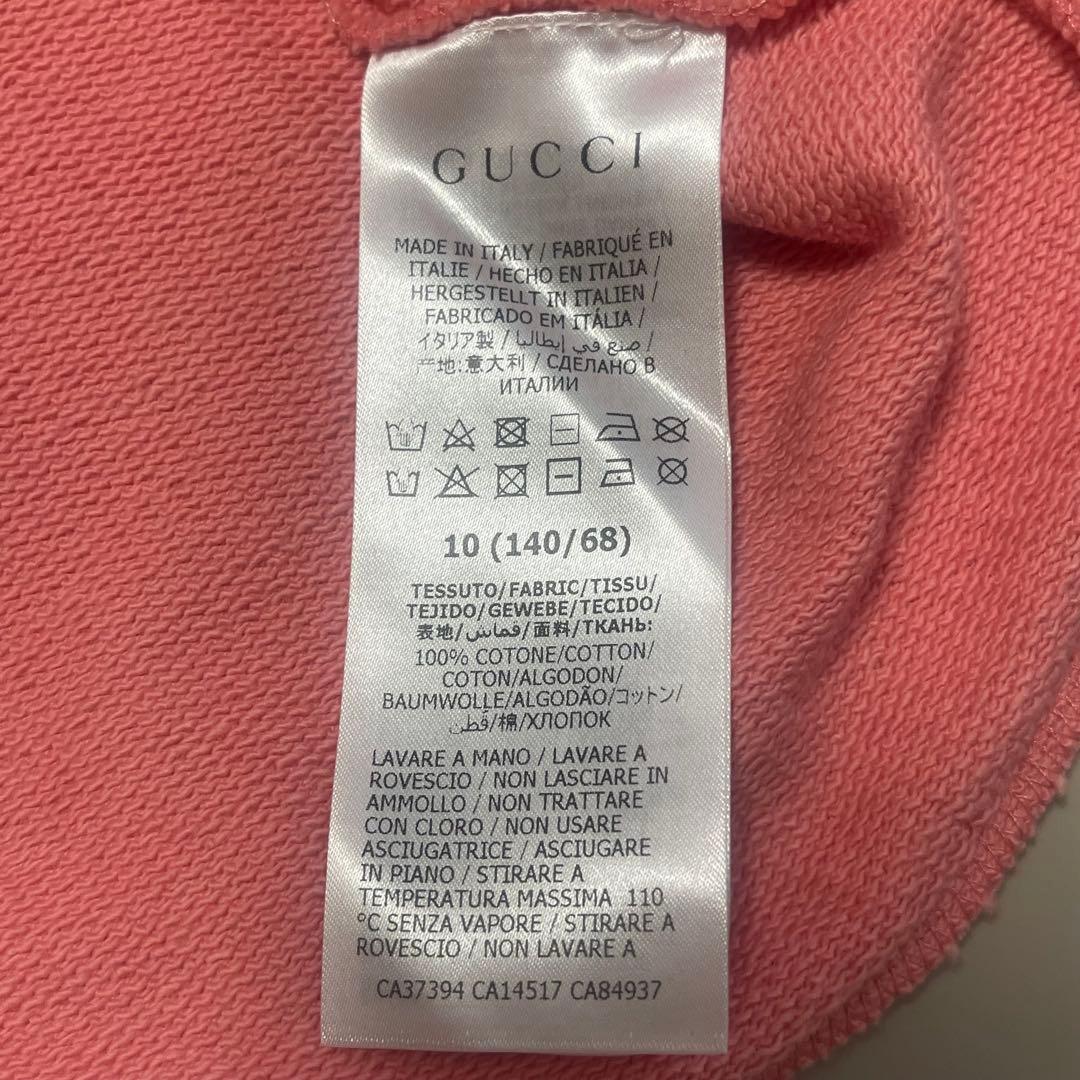 GUCCI
MADE IN ITALY / FABRIQUÉ EN
ITALIE / HECHO EN ITALIA /
HERGESTELLT IN ITALIEN /
FABRICADO EM ITÁLIA /
イタリア製 / صنع في إيطاليا /
产地:意大利 / СДЕЛАНО В
ИТАЛИИ
10 (140/68)
TESSUTO/FABRIC/TISSU/
TEJIDO/GEWEBE/TECIDO/
表地/قماش/面料/ТКАНЬ:
100% COTONE/COTTON/
COTON/ALGODON/
BAUMWOLLE/ALGODÃO/コットン/
قطن/棉/ХЛОПОК
LAVARE A MANO / LAVARE A
ROVESCIO / NON LASCIARE IN
AMMOLLO / NON TRATTARE
CON CLORO / NON USARE
ASCIUGATRICE / ASCIUGARE
IN PIANO / STIRARE A
TEMPERATURA MASSIMA 110
°C SENZA VAPORE / STIRARE A
ROVESCIO / NON LAVARE A
CA37394 CA14517 CA84937